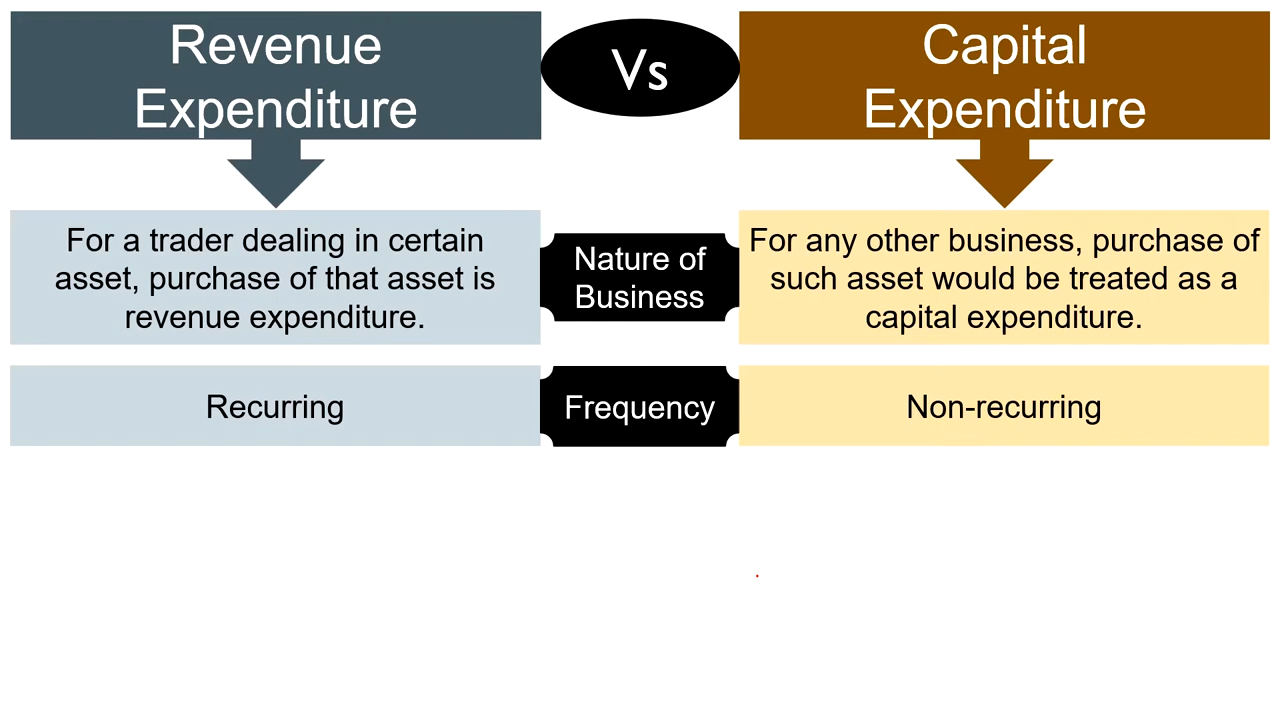 Revenue
Expenditure
Vs
Capital
Expenditure
For a trader dealing in certain
asset, purchase of that asset is
revenue expenditure.
Nature of
Business
For any other business, purchase of
such asset would be treated as a
capital expenditure.
Recurring
Frequency
Non-recurring